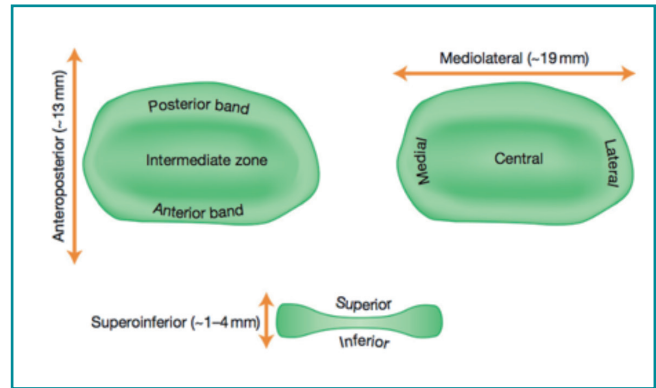 Anteroposterior (~13 mm)
Posterior band
Intermediate zone
Anterior band
Mediolateral (~19 mm)
Medial
Central
Lateral
Superoinferior (~1–4 mm)
Superior
Inferior